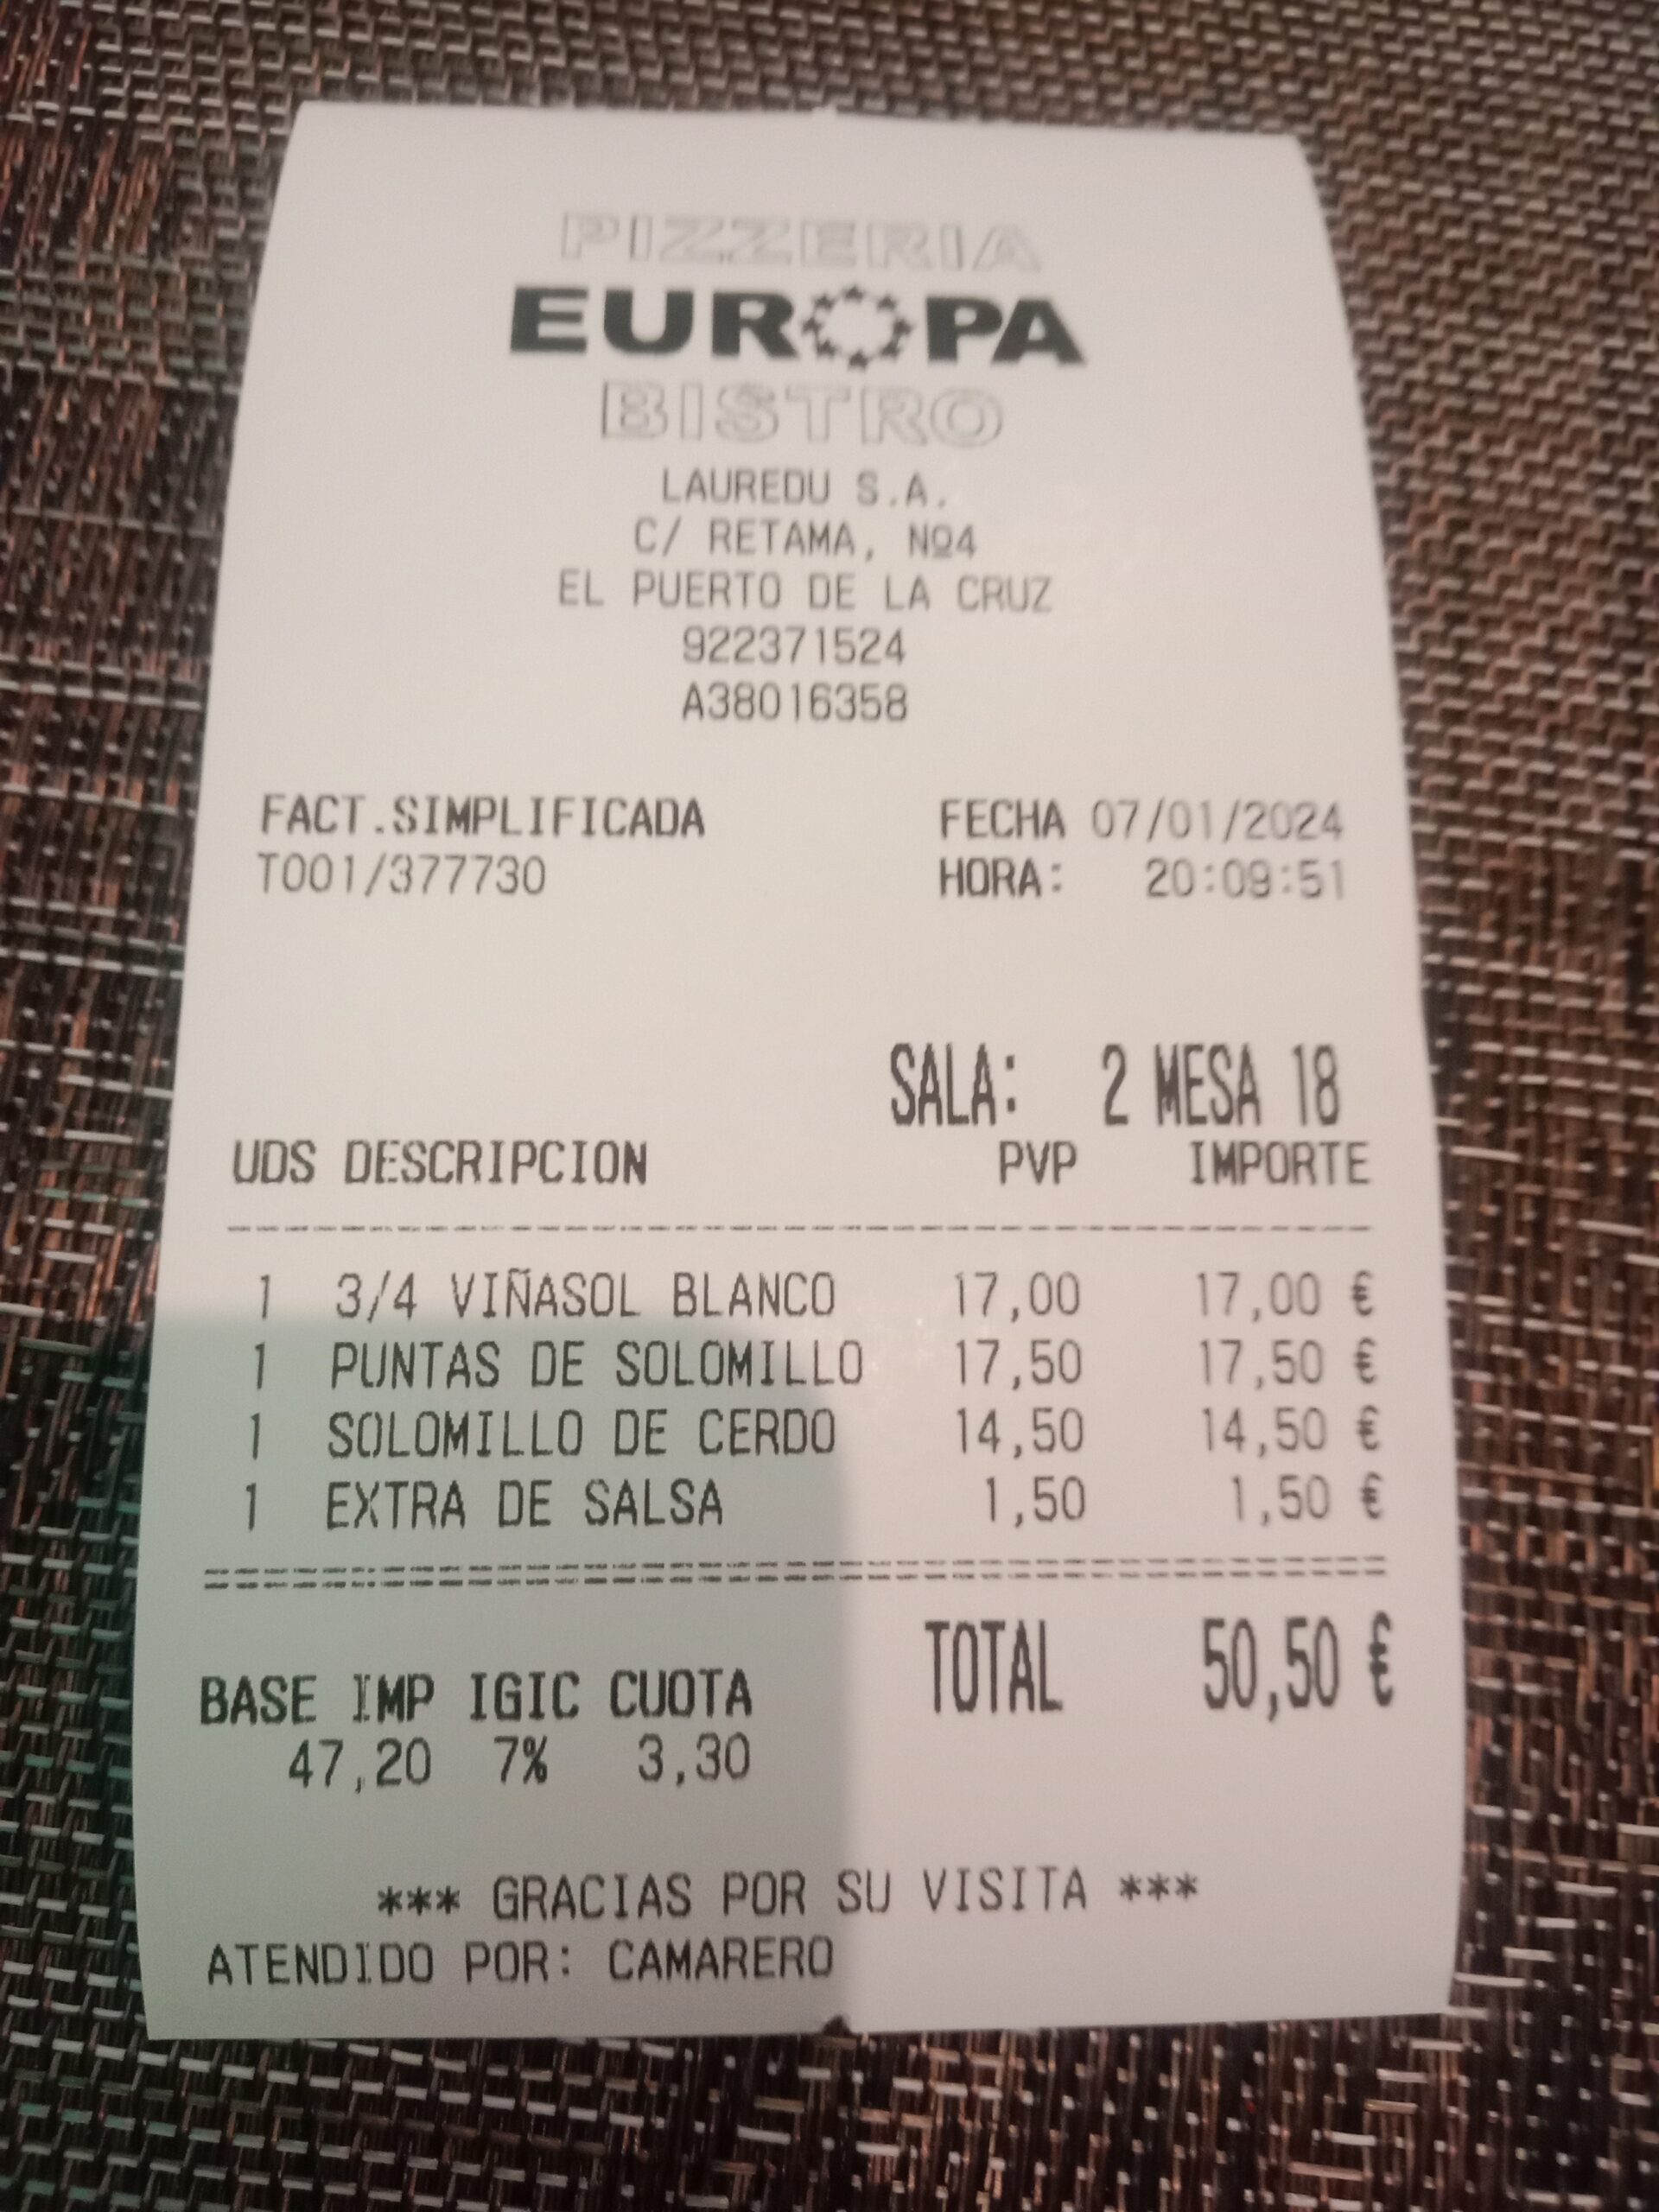 PIZZERIA
EUROPA
BISTRO
LAUREDU S.A.
C/ RETAMA, Nº4
EL PUERTO DE LA CRUZ
922371524
A38016358
FACT.SIMPLIFICADA FECHA 07/01/2024
T001/377730 HORA: 20:09:51
SALA: 2 MESA 18
UDS DESCRIPCION PVP IMPORTE
1 3/4 VIÑASOL BLANCO 17,00 17,00 €
1 PUNTAS DE SOLOMILLO 17,50 17,50 €
1 SOLOMILLO DE CERDO 14,50 14,50 €
1 EXTRA DE SALSA 1,50 1,50 €
TOTAL 50,50 €
BASE IMP IGIC CUOTA
47,20 7% 3,30
*** GRACIAS POR SU VISITA ***
ATENDIDO POR: CAMARERO